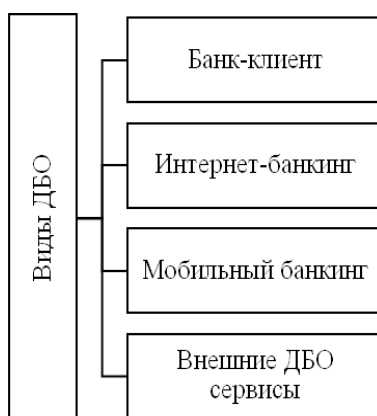 Виды ДБО
Банк-клиент
Интернет-банкинг
Мобильный банкинг
Внешние ДБО
сервисы